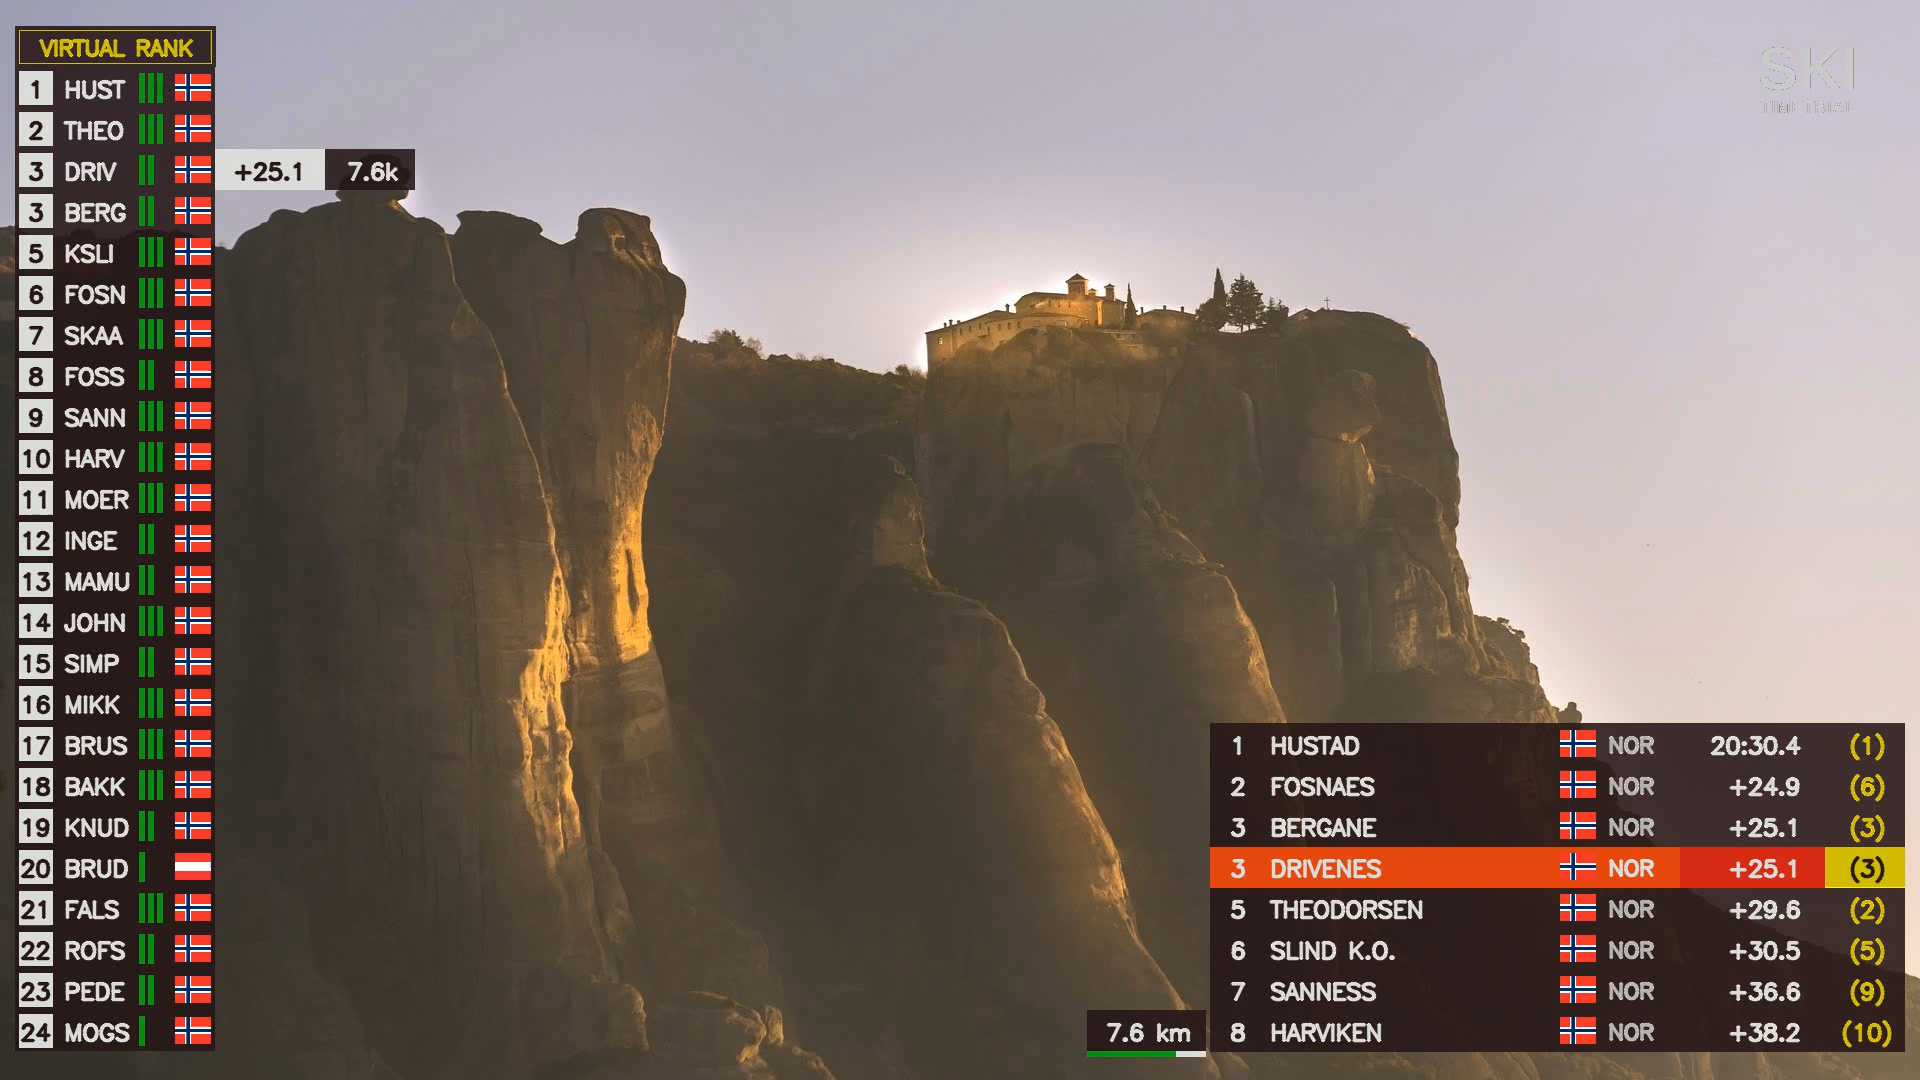 VIRTUAL RANK
1 HUST
2 THEO
3 DRIV +25.1 7.6k
3 BERG
5 KSLI
6 FOSN
7 SKAA
8 FOSS
9 SANN
10 HARV
11 MOER
12 INGE
13 MAMU
14 JOHN
15 SIMP
16 MIKK
17 BRUS
18 BAKK
19 KNUD
20 BRUD
21 FALS
22 ROFS
23 PEDE
24 MOGS
SKI
TIME TRIAL
7.6 km
1 HUSTAD NOR 20:30.4 (1)
2 FOSNAES NOR +24.9 (6)
3 BERGANE NOR +25.1 (3)
3 DRIVENES NOR +25.1 (3)
5 THEODORSEN NOR +29.6 (2)
6 SLIND K.O. NOR +30.5 (5)
7 SANNESS NOR +36.6 (9)
8 HARVIKEN NOR +38.2 (10)